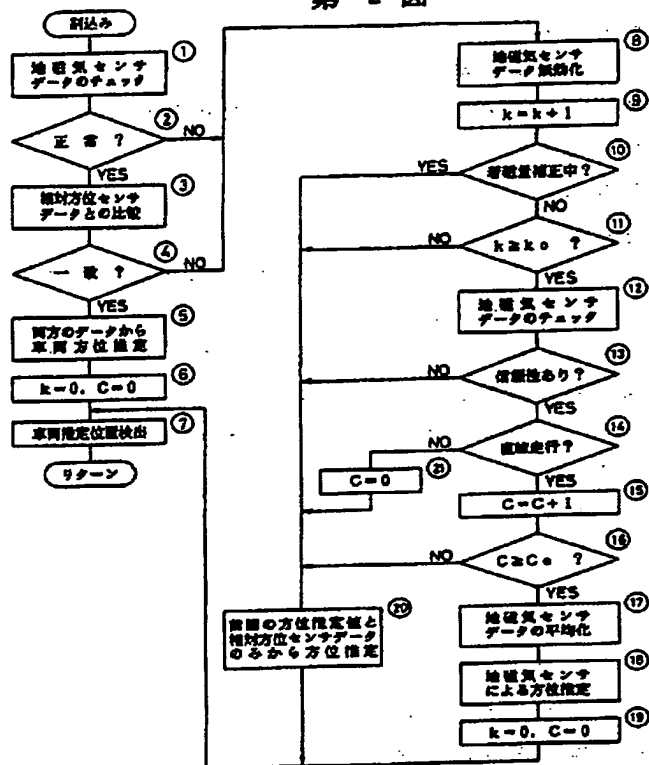 割込み
①
地磁気センサ
データのチェック
②
正常?
NO
YES
③
相対方位センサ
データとの比較
④
一致?
NO
YES
⑤
両方のデータから
車両方位推定
⑥
k=0. C=0
⑦
車両推定位置検出
リターン
⑧
地磁気センサ
データ無効化
⑨
k=k+1
⑩
着磁量補正中?
YES
NO
⑪
k≧ko ?
NO
YES
⑫
地磁気センサ
データのチェック
⑬
信頼性あり?
NO
YES
⑭
直線走行?
NO
YES
㉑
C=0
⑮
C=C+1
⑯
C≧Co ?
NO
YES
⑰
地磁気センサ
データの平均化
⑱
地磁気センサ
による方位推定
⑲
k=0. C=0
⑳
前回の方位推定値と
相対方位センサデータ
のみから方位推定